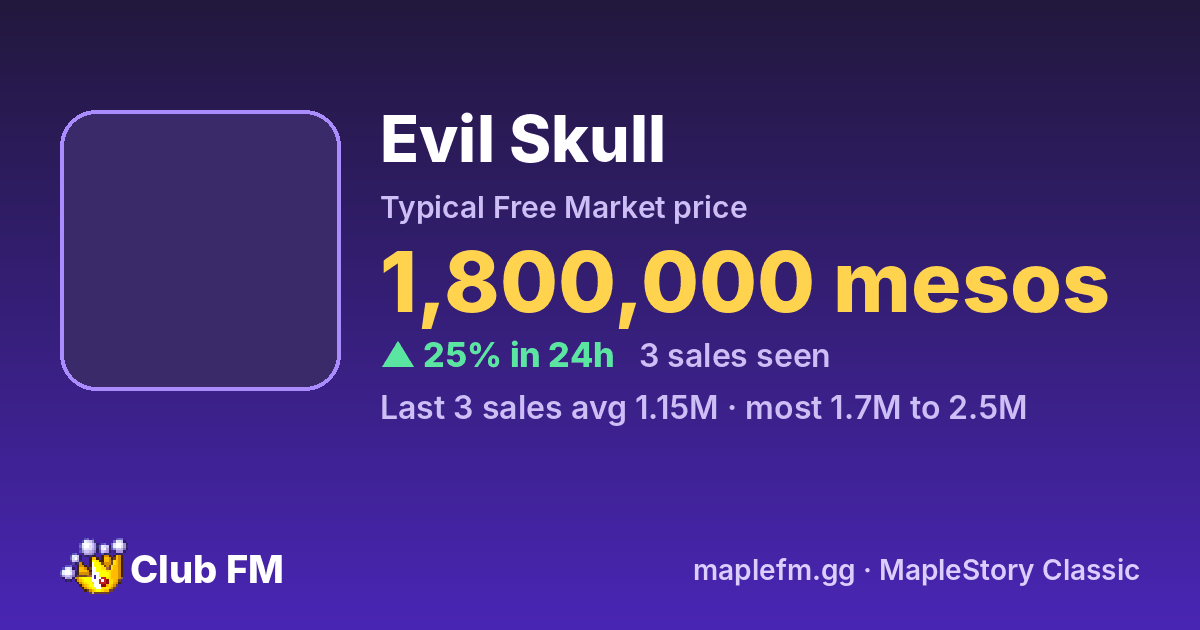 Evil Skull
Typical Free Market price
1,800,000 mesos
▲ 25% in 24h 3 sales seen
Last 3 sales avg 1.15M · most 1.7M to 2.5M
Club FM
maplefm.gg · MapleStory Classic